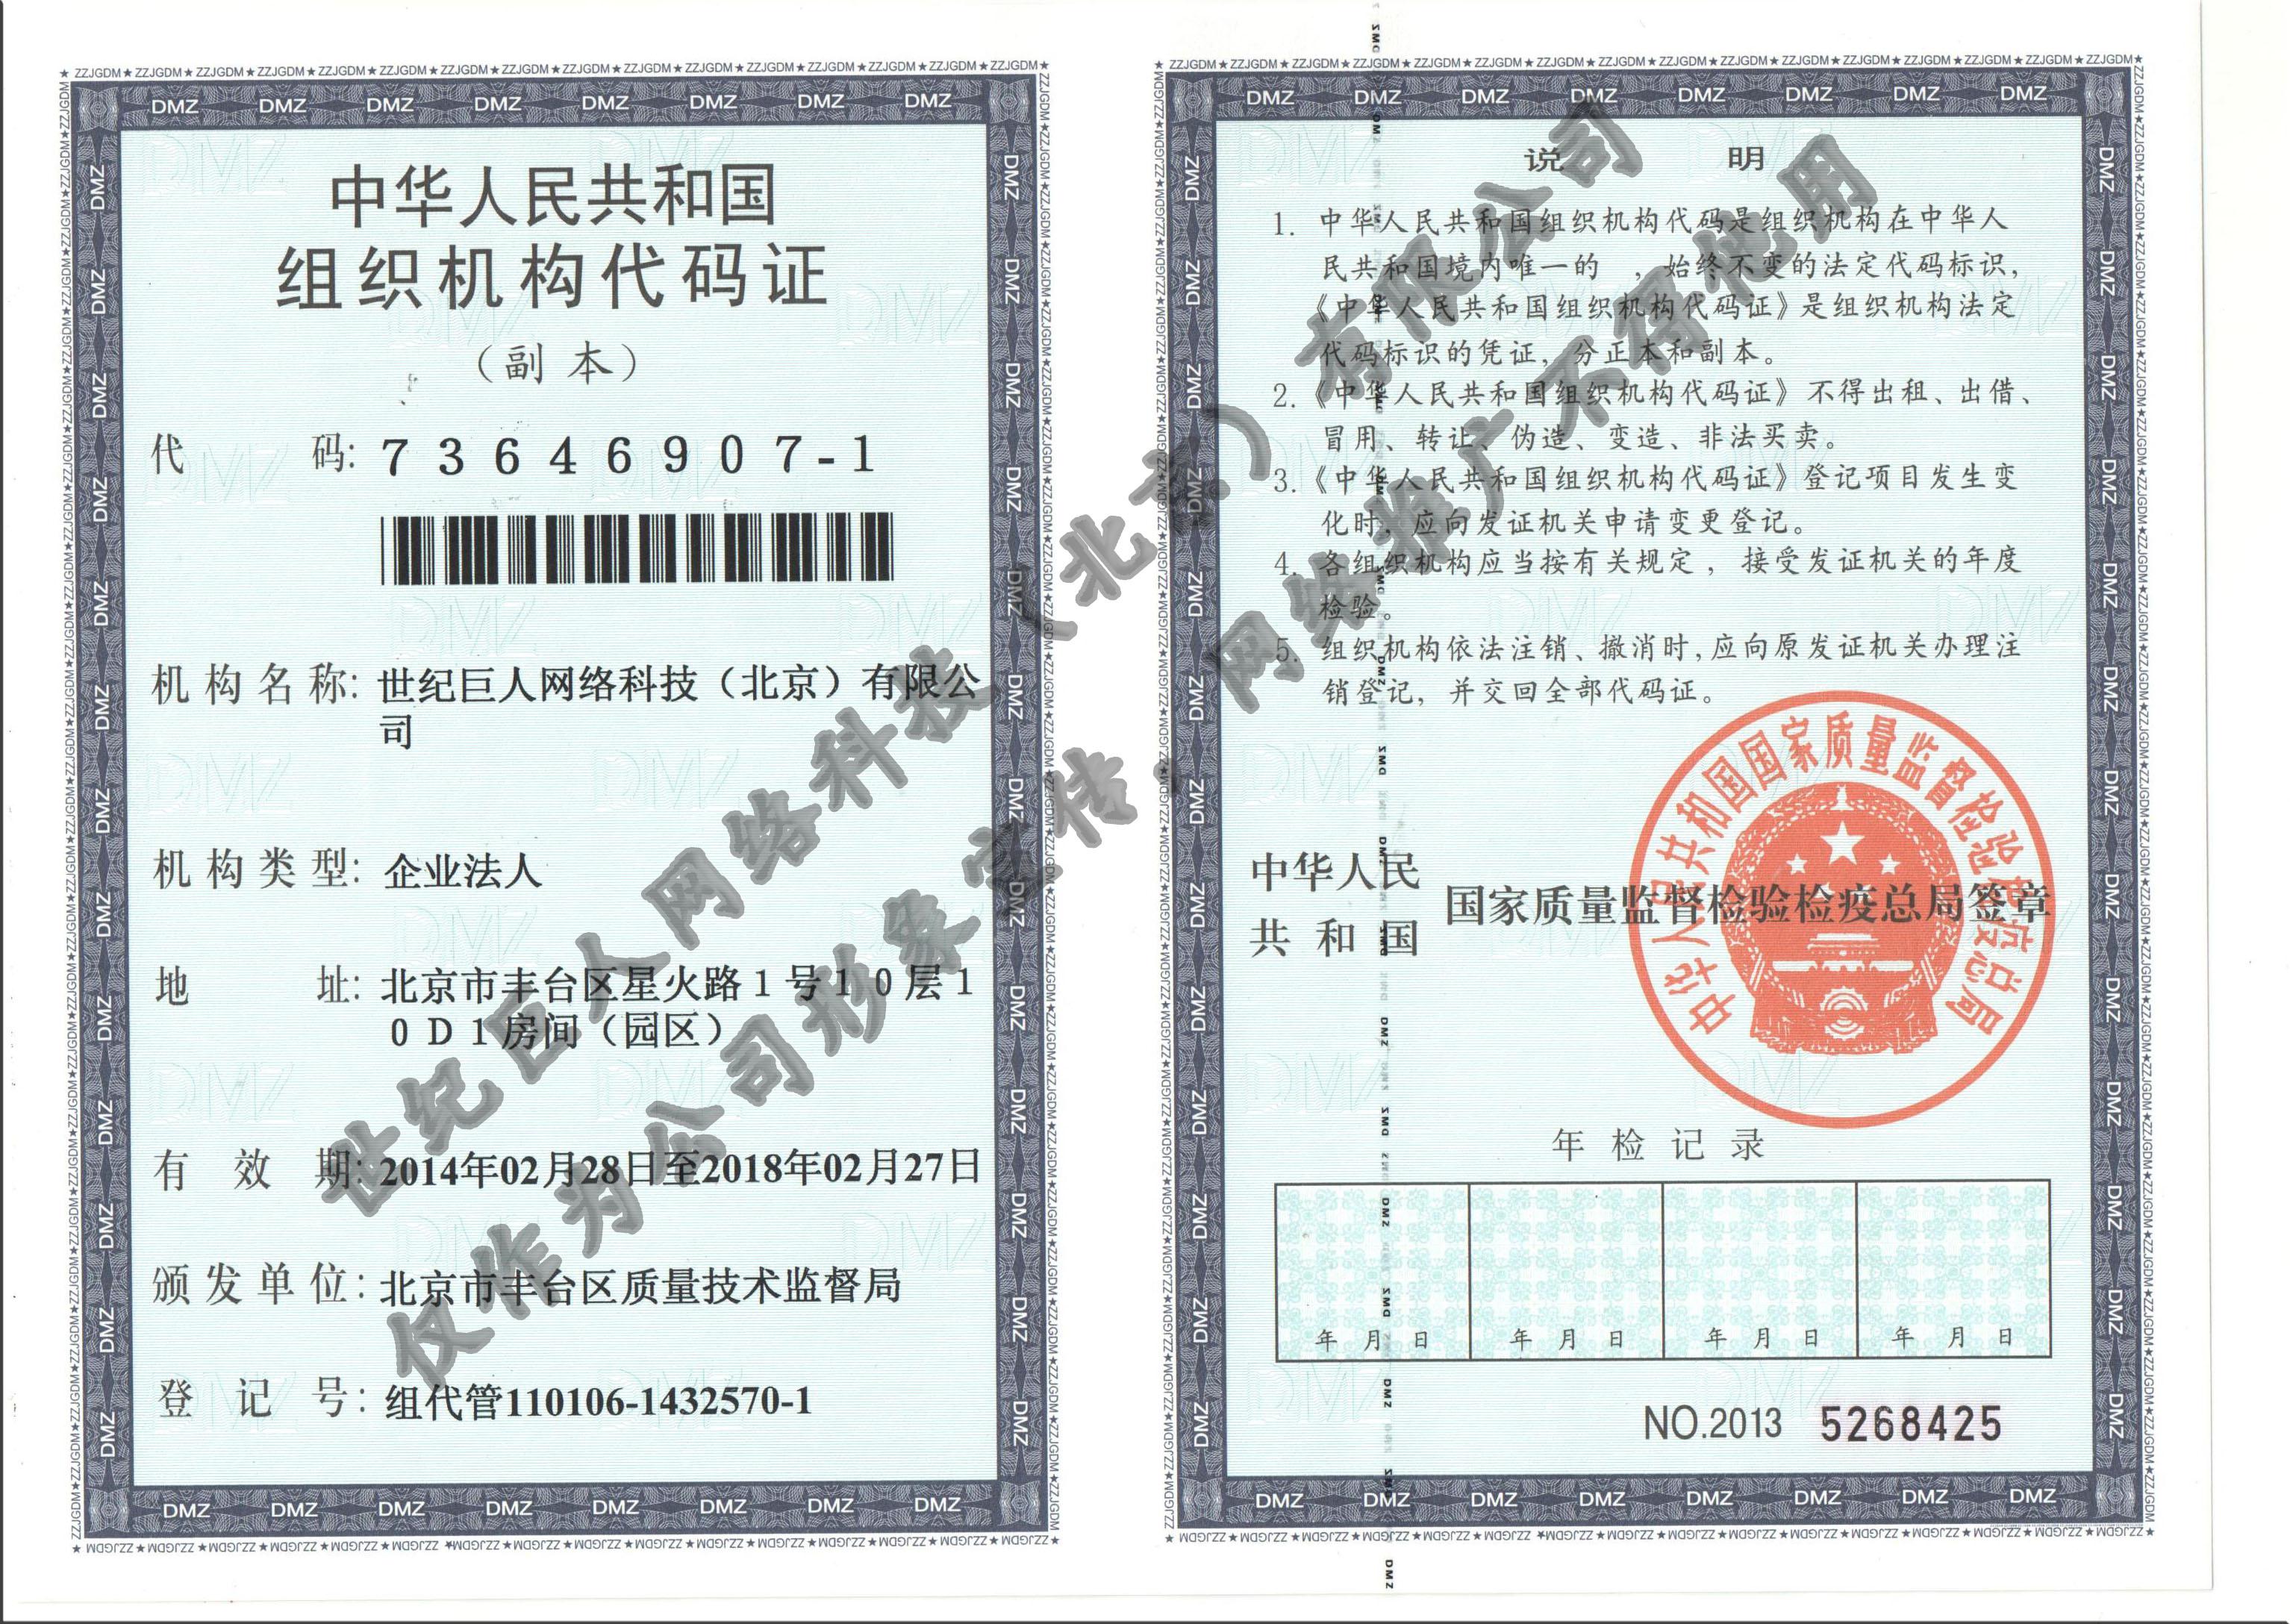 中华人民共和国
组织机构代码证
（副本）
代 码: 73646907-1
机构名称: 世纪巨人网络科技（北京）有限公
司
机构类型: 企业法人
地 址: 北京市丰台区星火路1号10层1
0D1房间（园区）
有 效 期: 2014年02月28日至2018年02月27日
颁发单位: 北京市丰台区质量技术监督局
登 记 号: 组代管110106-1432570-1
说 明
1. 中华人民共和国组织机构代码是组织机构在中华人
民共和国境内唯一的 ，始终不变的法定代码标识，
《中华人民共和国组织机构代码证》是组织机构法定
代码标识的凭证，分正本和副本。
2.《中华人民共和国组织机构代码证》不得出租、出借、
冒用、转让、伪造、变造、非法买卖。
3.《中华人民共和国组织机构代码证》登记项目发生变
化时，应向发证机关申请变更登记。
4. 各组织机构应当按有关规定，接受发证机关的年度
检验。
5. 组织机构依法注销、撤消时，应向原发证机关办理注
销登记，并交回全部代码证。
中华人民
共和国 国家质量监督检验检疫总局签章
中华人民共和国国家质量监督检验检疫总局
年检记录
年 月 日 年 月 日 年 月 日 年 月 日
NO.2013 5268425
世纪巨人网络科技（北京）有限公司
仅作为公司形象宣传，网络推广不得他用
DMZ
ZZJGDM★ZZJGDM★ZZJGDM